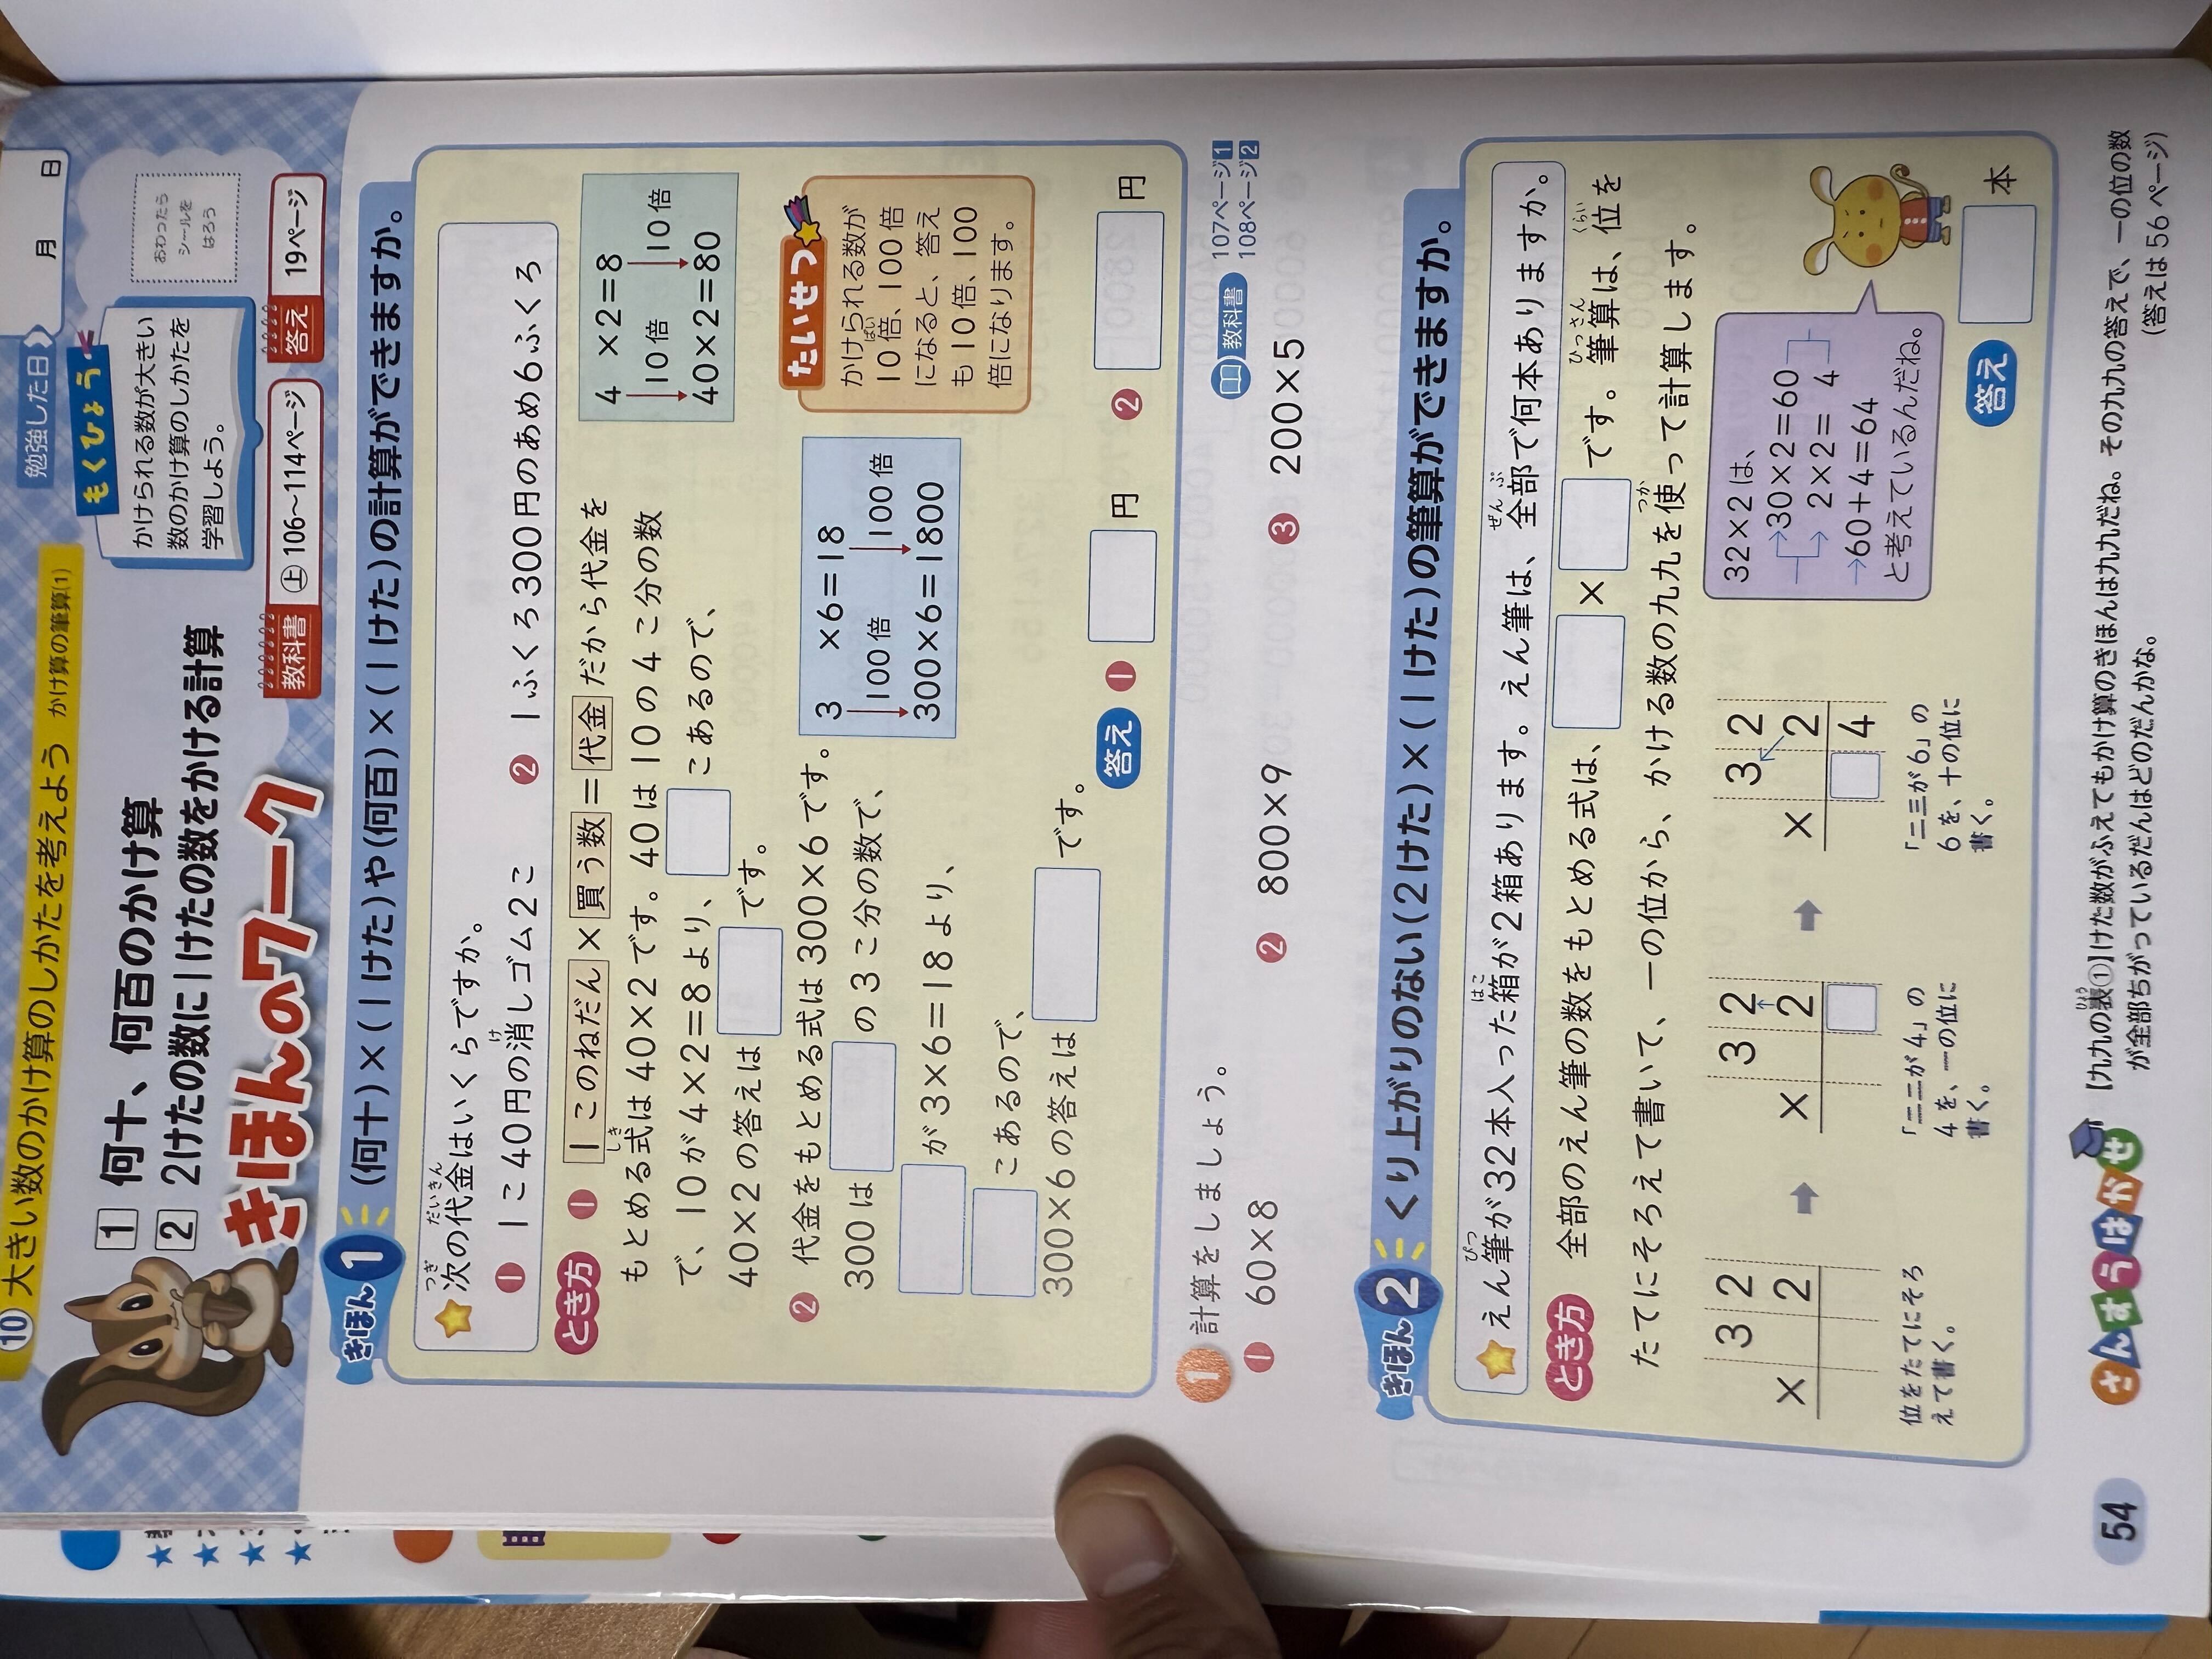 10 大きい数のかけ算のしかたを考えよう かけ算の筆算(1)
1 何十、何百のかけ算
2 2けたの数に1けたの数をかける計算
きほんのワーク
勉強した日 月 日
もくひょう
かけられる数が大きい
数のかけ算のしかたを
学習しよう。
おわったら
シールを
はろう
教科書 上106〜114ページ 答え 19ページ
きほん1 (何十)×(1けた)や(何百)×(1けた)の計算ができますか。
次の代金はいくらですか。
❶ 1こ40円の消しゴム2こ ❷ 1ふくろ300円のあめ6ふくろ
とき方 ❶ 1このねだん × 買う数 = 代金 だから代金を
もとめる式は40×2です。40は10の4こ分の数
で、10が4×2=8より、 こあるので、
40×2の答えは です。
4 ×2=8
10倍 10倍
40×2=80
❷ 代金をもとめる式は300×6です。
300は の3こ分の数で、
が3×6=18より、
こあるので、
300×6の答えは です。
3 ×6=18
100倍 100倍
300×6=1800
たいせつ
かけられる数が
10倍、100倍
になると、答え
も10倍、100
倍になります。
答え ❶ 円 ❷ 円
1 計算をしましょう。
教科書 107ページ1
108ページ2
❶ 60×8 ❷ 800×9 ❸ 200×5
きほん2 くり上がりのない(2けた)×(1けた)の筆算ができますか。
えん筆が32本入った箱が2箱あります。えん筆は、全部で何本ありますか。
とき方 全部のえん筆の数をもとめる式は、 × です。筆算は、位を
たてにそろえて書いて、一の位から、かける数の九九を使って計算します。
3 2
× 2
位をたてにそろ
えて書く。
3 2
× 2
「二二が4」の
4を、一の位に
書く。
3 2
× 2
4
「二三が6」の
6を、十の位に
書く。
32×2は、
30×2=60
2×2= 4
60+4=64
と考えているんだね。
答え 本
54
さんすうはかせ
【九九の表①】けた数がふえてもかけ算のきほんは九九だね。その九九の答えで、一の位の数
が全部ちがっているだんはどのだんかな。
(答えは56ページ)